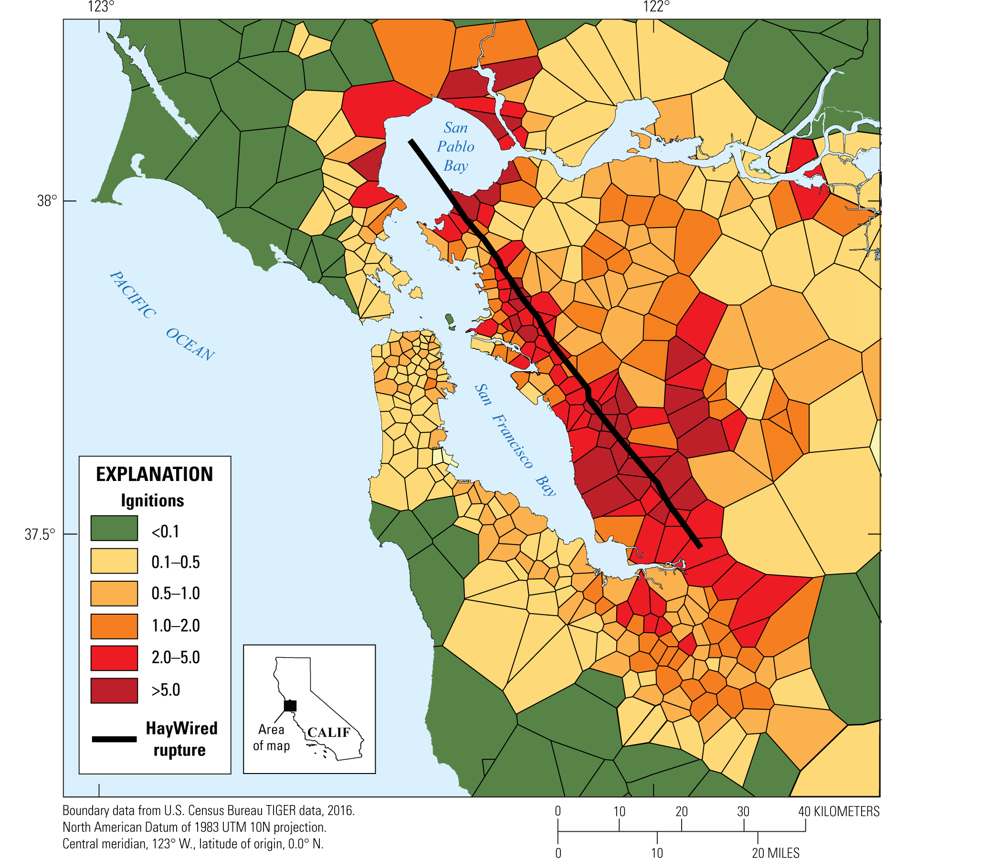 123°
122°
San
Pablo
Bay
38°
PACIFIC
OCEAN
San Francisco Bay
37.5°
EXPLANATION
Ignitions
<0.1
0.1–0.5
0.5–1.0
1.0–2.0
2.0–5.0
>5.0
HayWired
rupture
Area
of map
CALIF
Boundary data from U.S. Census Bureau TIGER data, 2016.
North American Datum of 1983 UTM 10N projection.
Central meridian, 123° W., latitude of origin, 0.0° N.
0 10 20 30 40 KILOMETERS
0 10 20 MILES